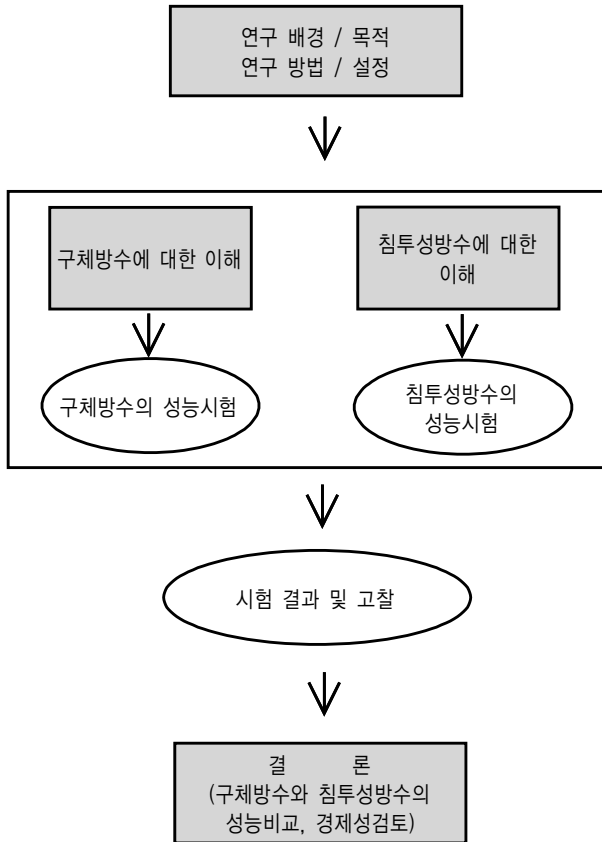 연구 배경 / 목적
연구 방법 / 설정
구체방수에 대한 이해
침투성방수에 대한
이해
구체방수의 성능시험
침투성방수의
성능시험
시험 결과 및 고찰
결 론
(구체방수와 침투성방수의
성능비교, 경제성검토)